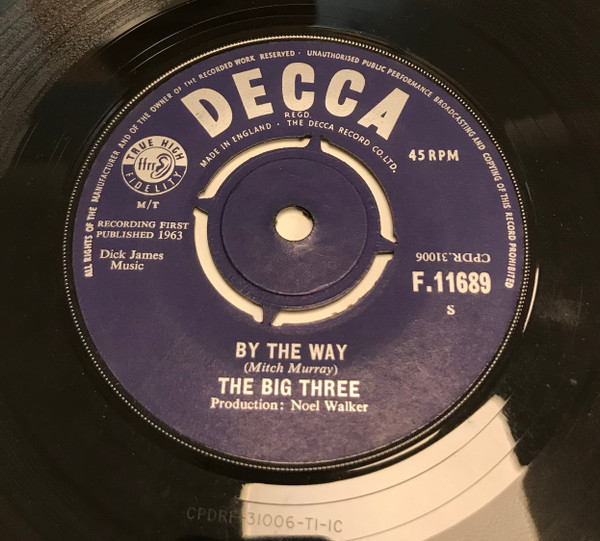 ALL RIGHTS OF THE MANUFACTURER AND OF THE OWNER OF THE RECORDED WORK RESERVED · UNAUTHORISED PUBLIC PERFORMANCE BROADCASTING AND COPYING OF THIS RECORD PROHIBITED
DECCA
REGD.
MADE IN ENGLAND · THE DECCA RECORD CO. LTD.
TRUE HIGH
ffrr
FIDELITY
M/T
45 RPM
RECORDING FIRST
PUBLISHED 1963
Dick James
Music
CPDR.31006
F.11689
S
BY THE WAY
(Mitch Murray)
THE BIG THREE
Production: Noel Walker
CPDRF-31006-T1-1C